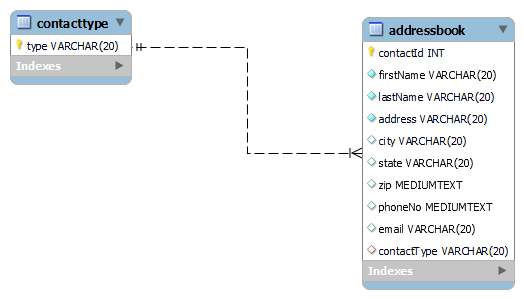 contacttype
type VARCHAR(20)
Indexes
addressbook
contactId INT
firstName VARCHAR(20)
lastName VARCHAR(20)
address VARCHAR(20)
city VARCHAR(20)
state VARCHAR(20)
zip MEDIUMTEXT
phoneNo MEDIUMTEXT
email VARCHAR(20)
contactType VARCHAR(20)
Indexes